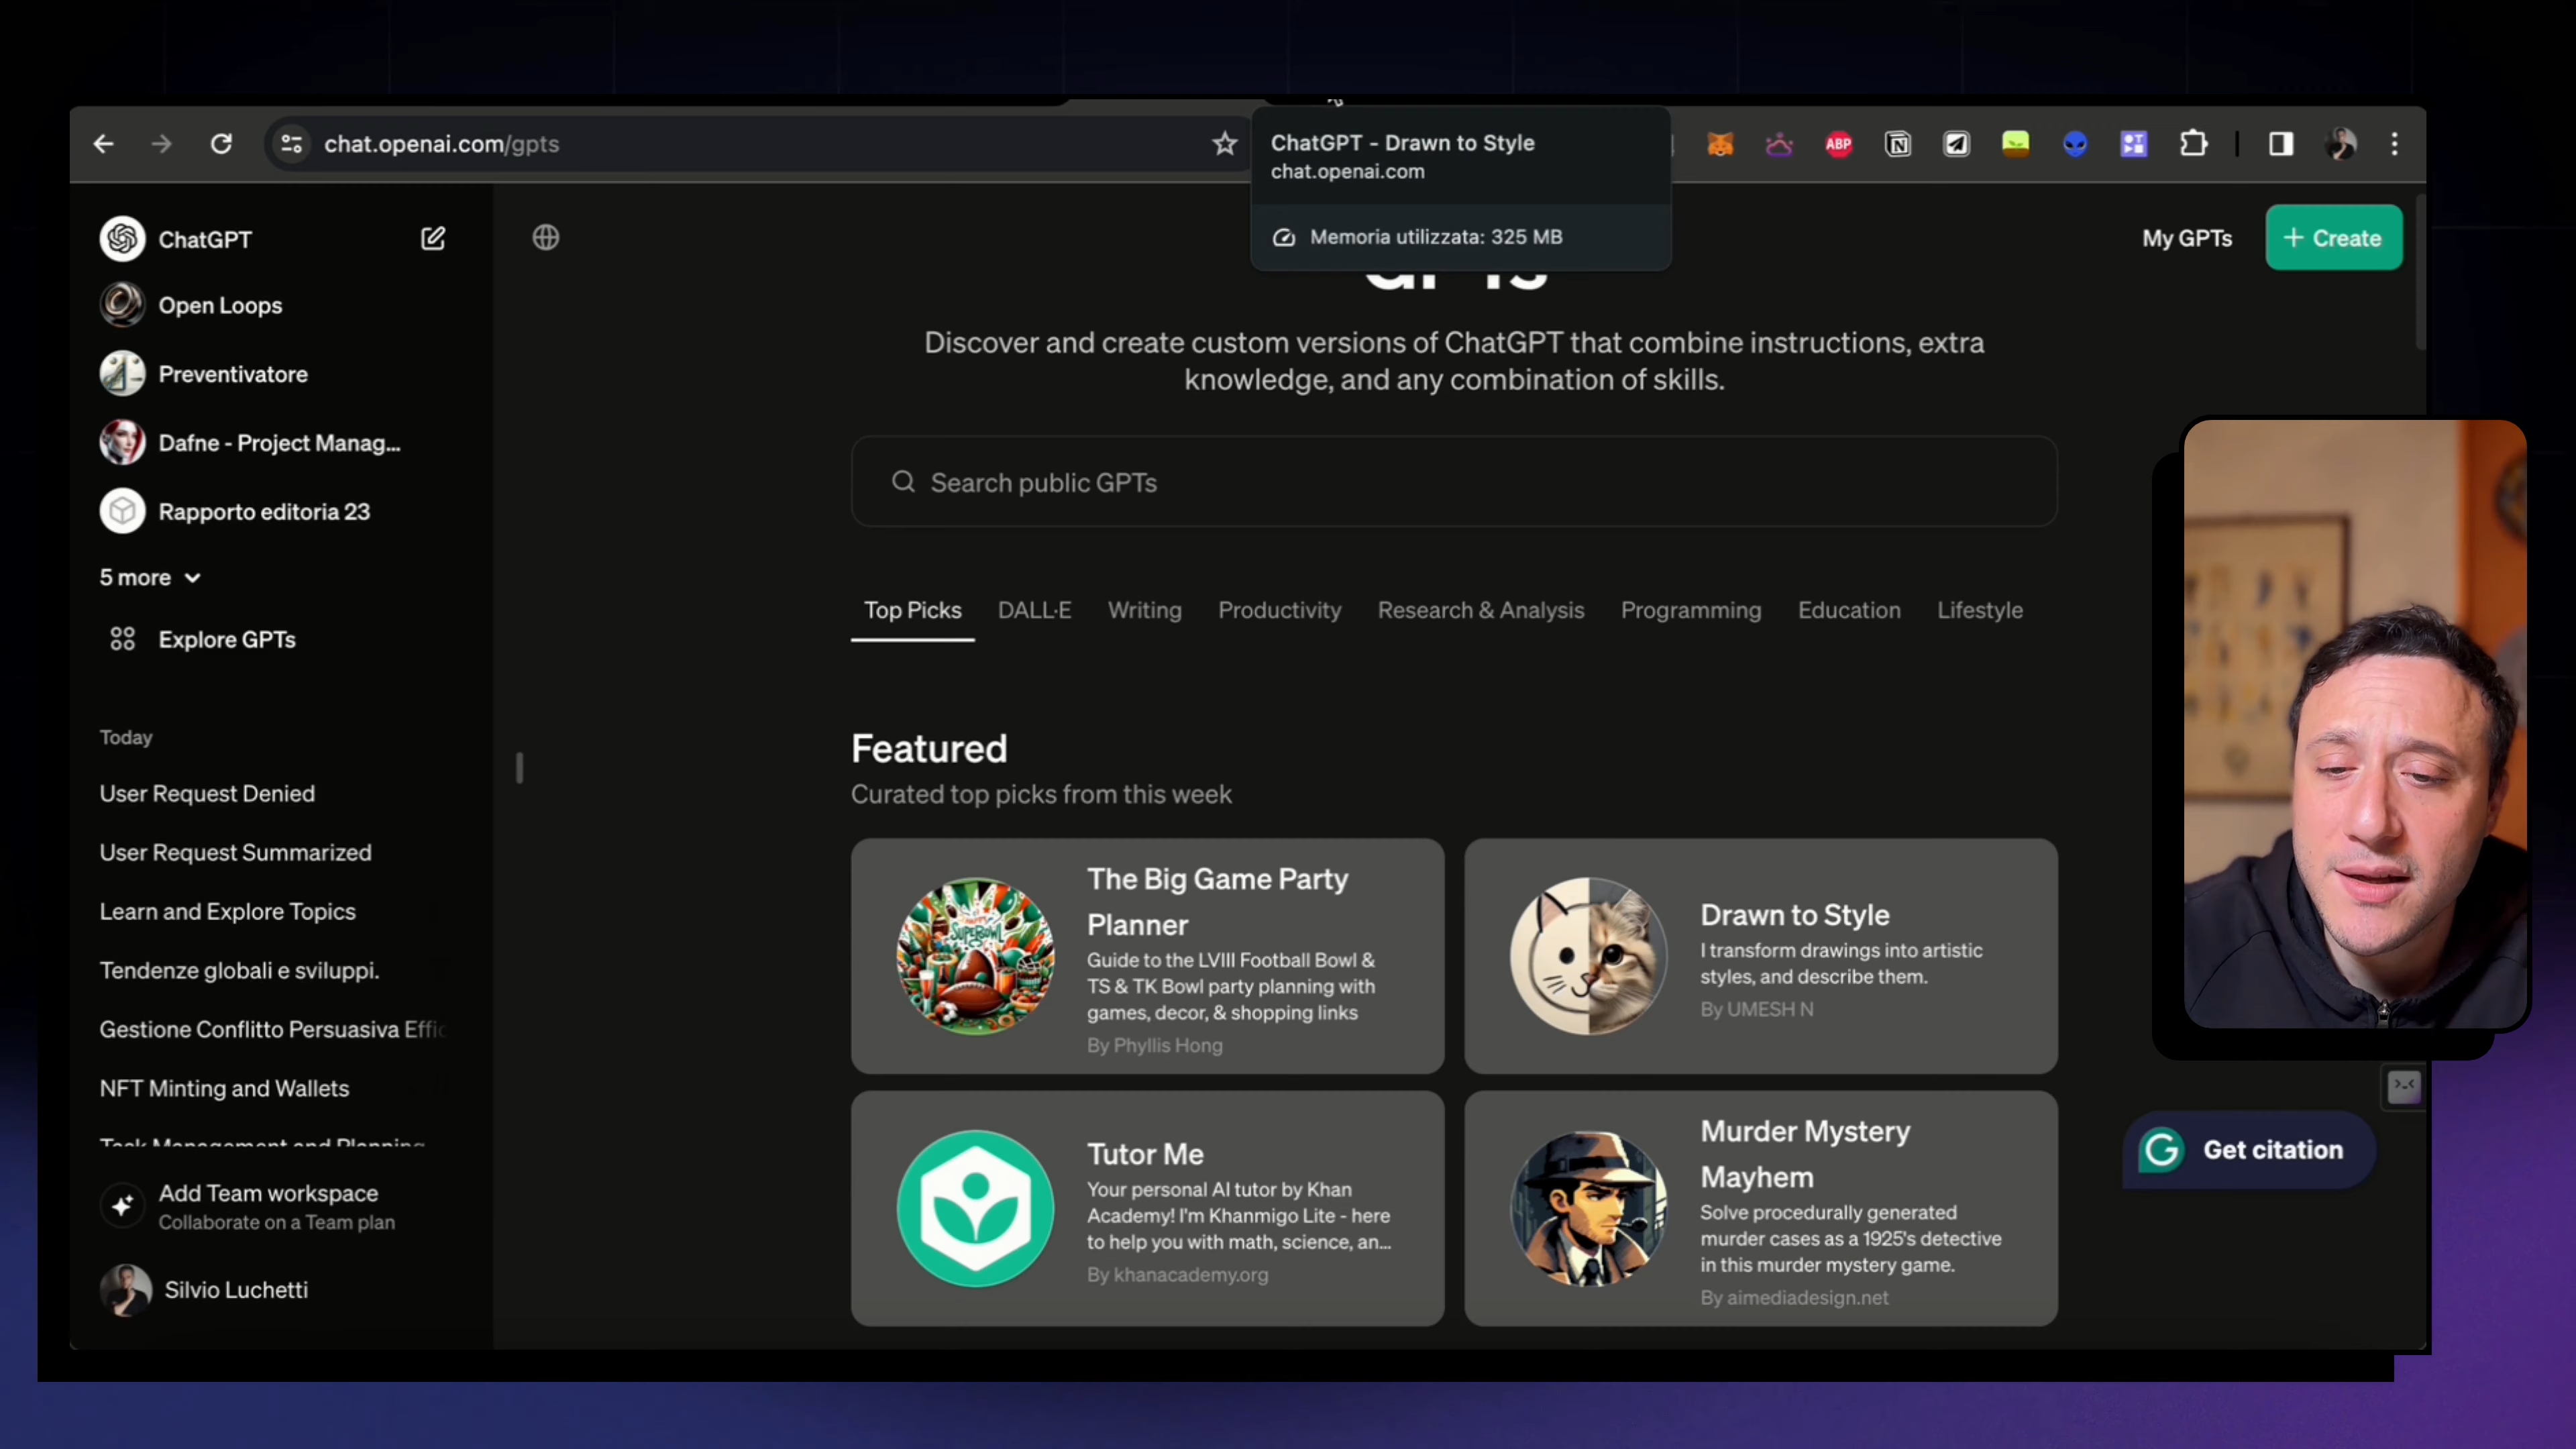 chat.openai.com/gpts
ChatGPT - Drawn to Style
chat.openai.com
Memoria utilizzata: 325 MB
ABP
ChatGPT
Open Loops
Preventivatore
Dafne - Project Manag...
Rapporto editoria 23
5 more
Explore GPTs
Today
User Request Denied
User Request Summarized
Learn and Explore Topics
Tendenze globali e sviluppi.
Gestione Conflitto Persuasiva Effic
NFT Minting and Wallets
Task Management and Planning
Add Team workspace
Collaborate on a Team plan
Silvio Luchetti
My GPTs
+ Create
GPTs
Discover and create custom versions of ChatGPT that combine instructions, extra
knowledge, and any combination of skills.
Search public GPTs
Top Picks DALL·E Writing Productivity Research & Analysis Programming Education Lifestyle
Featured
Curated top picks from this week
The Big Game Party
Planner
Guide to the LVIII Football Bowl &
TS & TK Bowl party planning with
games, decor, & shopping links
By Phyllis Hong
SUPERBOWL
Drawn to Style
I transform drawings into artistic
styles, and describe them.
By UMESH N
Tutor Me
Your personal AI tutor by Khan
Academy! I'm Khanmigo Lite - here
to help you with math, science, an...
By khanacademy.org
Murder Mystery
Mayhem
Solve procedurally generated
murder cases as a 1925's detective
in this murder mystery game.
By aimediadesign.net
Get citation